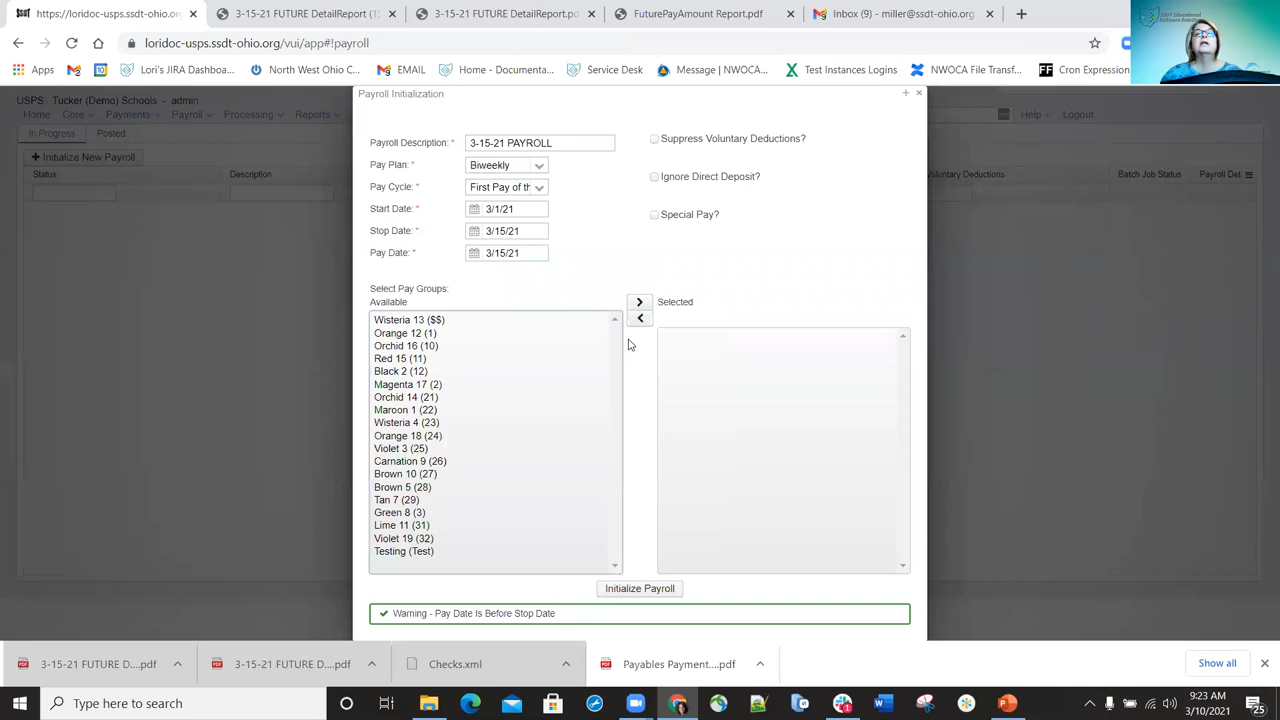 https://loridoc-usps.ssdt-ohio.org
3-15-21 FUTURE DetailReport (1)
3-15-21 FUTURE DetailReport.pdf
FuturePayAmount Report.pdf
Inbox (9) - miller@ssdt-ohio.org
loridoc-usps.ssdt-ohio.org/vui/app#!payroll
Apps
Lori's JIRA Dashboa...
North West Ohio C...
EMAIL
Home - Documenta...
Service Desk
Message | NWOCA...
Test Instances Logins
NWOCA File Transf...
Cron Expression
SSDT Educational
Software Solutions
USPS Tucker (Demo) Schools - admin
Home Core Payments Payroll Processing Reports Help Logout
In Progress Posted
Initialize New Payroll
Status Description Voluntary Deductions Batch Job Status Payroll Det
Payroll Initialization
Payroll Description: * 3-15-21 PAYROLL
Pay Plan: * Biweekly
Pay Cycle: * First Pay of th
Start Date: * 3/1/21
Stop Date: * 3/15/21
Pay Date: * 3/15/21
Suppress Voluntary Deductions?
Ignore Direct Deposit?
Special Pay?
Select Pay Groups:
Available
Selected
Wisteria 13 ($$)
Orange 12 (1)
Orchid 16 (10)
Red 15 (11)
Black 2 (12)
Magenta 17 (2)
Orchid 14 (21)
Maroon 1 (22)
Wisteria 4 (23)
Orange 18 (24)
Violet 3 (25)
Carnation 9 (26)
Brown 10 (27)
Brown 5 (28)
Tan 7 (29)
Green 8 (3)
Lime 11 (31)
Violet 19 (32)
Testing (Test)
Initialize Payroll
Warning - Pay Date Is Before Stop Date
3-15-21 FUTURE D....pdf
3-15-21 FUTURE D....pdf
Checks.xml
Payables Payment....pdf
Show all
Type here to search
9:23 AM
3/10/2021
25